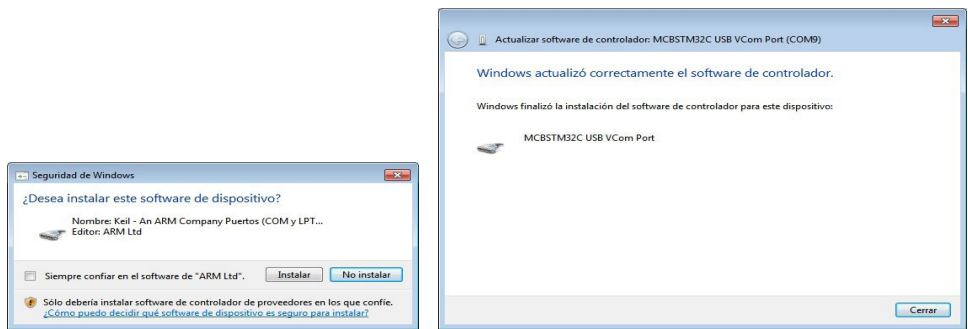 Seguridad de Windows
¿Desea instalar este software de dispositivo?
Nombre: Keil - An ARM Company Puertos (COM y LPT...
Editor: ARM Ltd
Siempre confiar en el software de "ARM Ltd".
Instalar
No instalar
Sólo debería instalar software de controlador de proveedores en los que confíe.
¿Cómo puedo decidir qué software de dispositivo es seguro para instalar?
Actualizar software de controlador: MCBSTM32C USB VCom Port (COM9)
Windows actualizó correctamente el software de controlador.
Windows finalizó la instalación del software de controlador para este dispositivo:
MCBSTM32C USB VCom Port
Cerrar